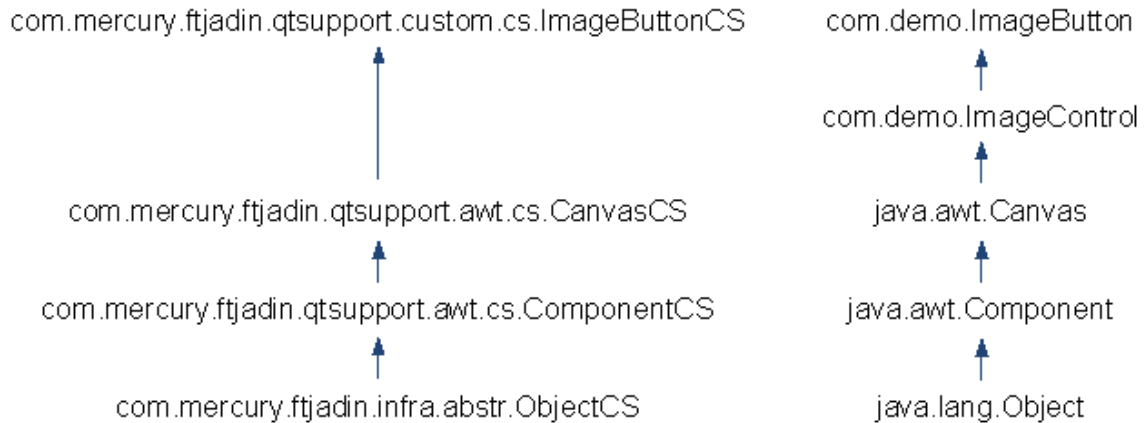 com.mercury.ftjadin.qtsupport.custom.cs.ImageButtonCS com.demo.ImageButton
com.demo.ImageControl
com.mercury.ftjadin.qtsupport.awt.cs.CanvasCS java.awt.Canvas
com.mercury.ftjadin.qtsupport.awt.cs.ComponentCS java.awt.Component
com.mercury.ftjadin.infra.abstr.ObjectCS java.lang.Object